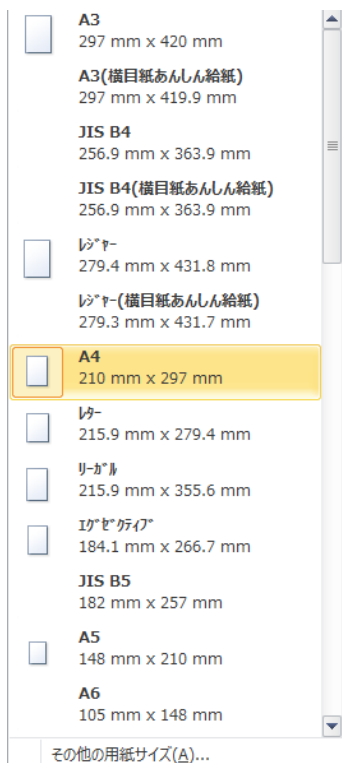 A3
297 mm x 420 mm
A3(横目紙あんしん給紙)
297 mm x 419.9 mm
JIS B4
256.9 mm x 363.9 mm
JIS B4(横目紙あんしん給紙)
256.9 mm x 363.9 mm
ﾚｼﾞｬｰ
279.4 mm x 431.8 mm
ﾚｼﾞｬｰ(横目紙あんしん給紙)
279.3 mm x 431.7 mm
A4
210 mm x 297 mm
ﾚﾀｰ
215.9 mm x 279.4 mm
ﾘｰｶﾞﾙ
215.9 mm x 355.6 mm
ｴｸﾞｾﾞｸﾃｨﾌﾞ
184.1 mm x 266.7 mm
JIS B5
182 mm x 257 mm
A5
148 mm x 210 mm
A6
105 mm x 148 mm
その他の用紙サイズ(A)...